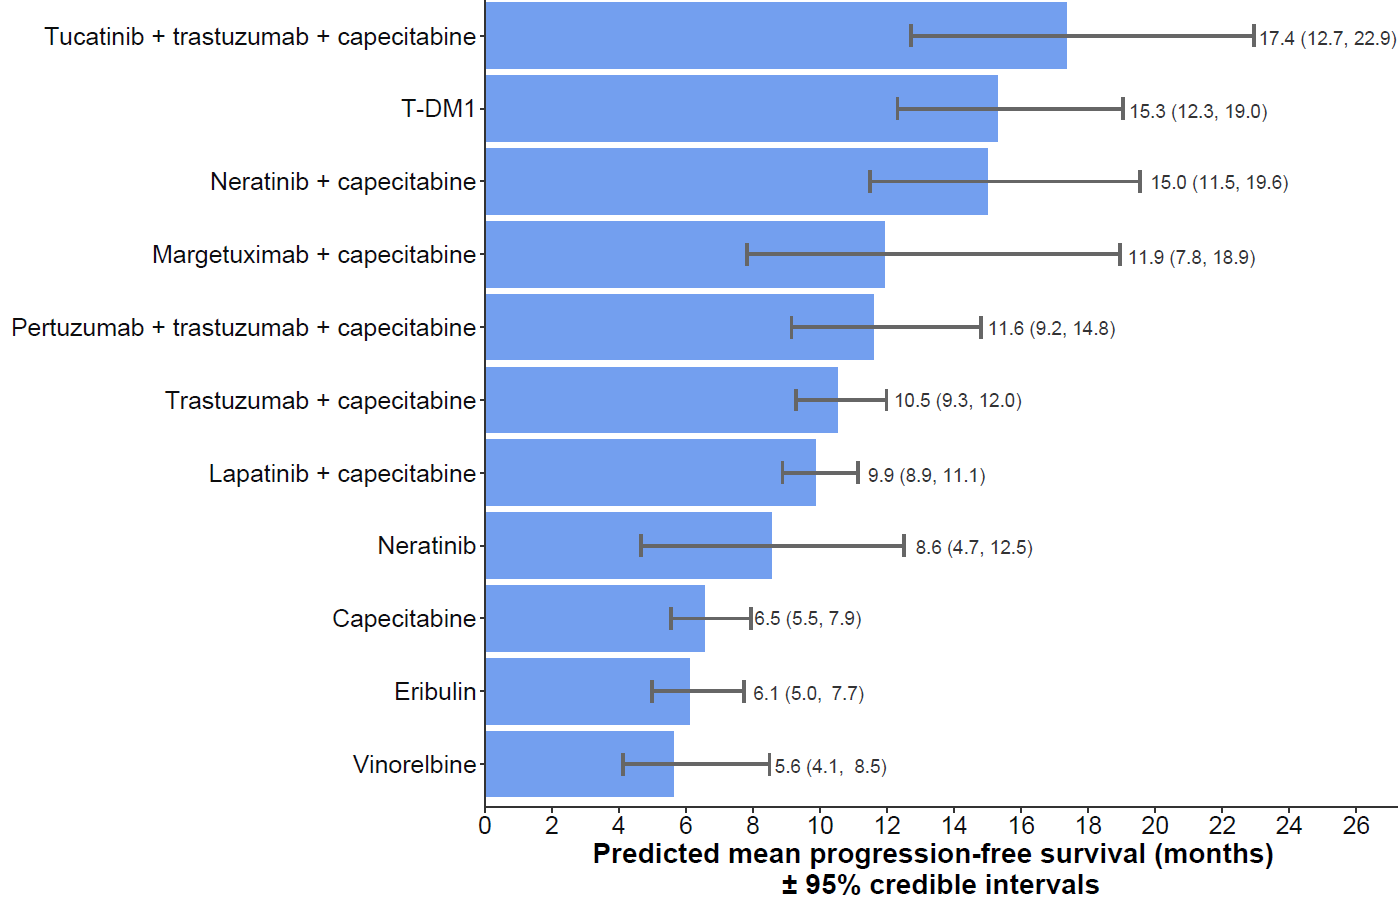 Tucatinib + trastuzumab + capecitabine 17.4 (12.7, 22.9)
T-DM1 15.3 (12.3, 19.0)
Neratinib + capecitabine 15.0 (11.5, 19.6)
Margetuximab + capecitabine 11.9 (7.8, 18.9)
Pertuzumab + trastuzumab + capecitabine 11.6 (9.2, 14.8)
Trastuzumab + capecitabine 10.5 (9.3, 12.0)
Lapatinib + capecitabine 9.9 (8.9, 11.1)
Neratinib 8.6 (4.7, 12.5)
Capecitabine 6.5 (5.5, 7.9)
Eribulin 6.1 (5.0, 7.7)
Vinorelbine 5.6 (4.1, 8.5)
0 2 4 6 8 10 12 14 16 18 20 22 24 26
Predicted mean progression-free survival (months)
± 95% credible intervals